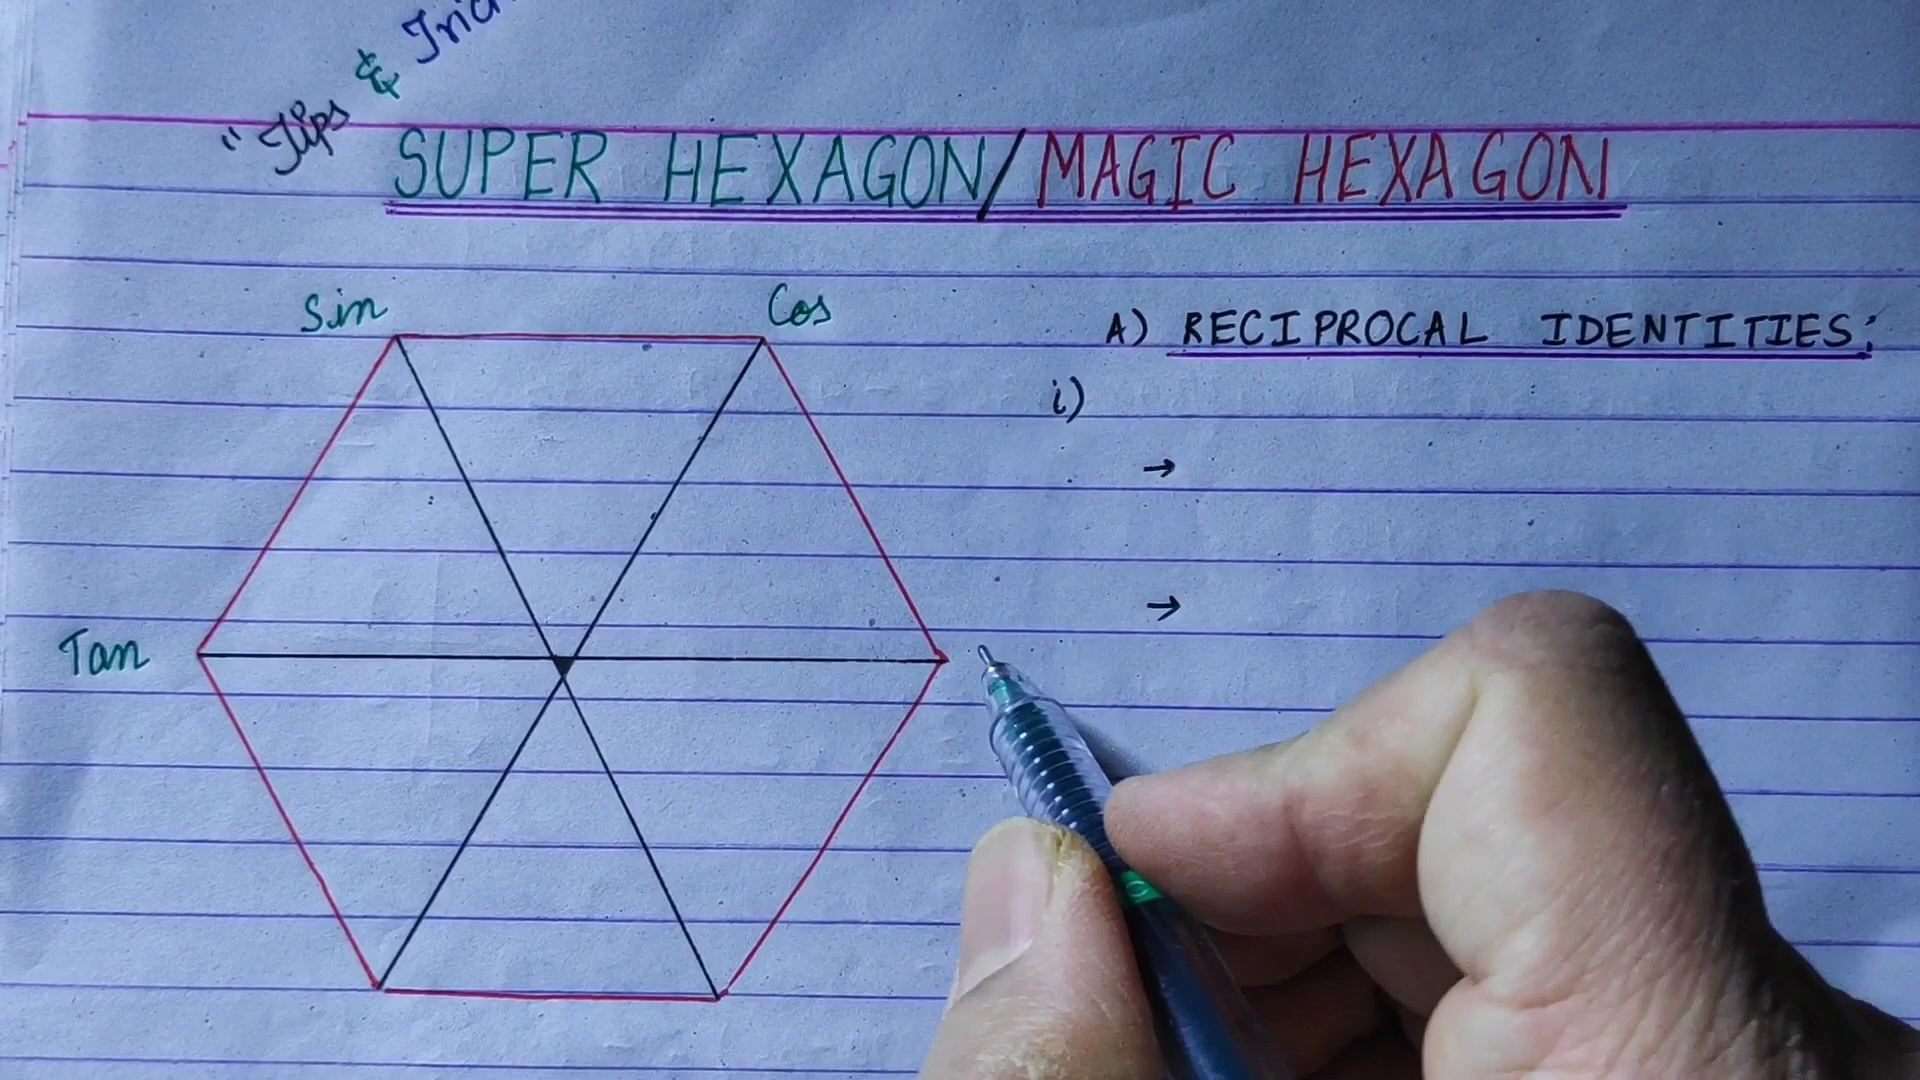 "Tips &
SUPER HEXAGON/MAGIC HEXAGON
Sin
Cos
A) RECIPROCAL IDENTITIES:
i)
→
→
Tan